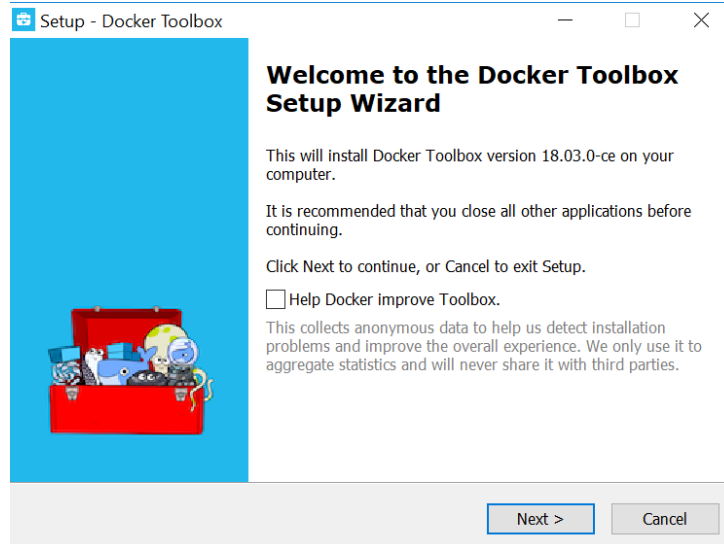 Setup - Docker Toolbox
Welcome to the Docker Toolbox
Setup Wizard
This will install Docker Toolbox version 18.03.0-ce on your
computer.
It is recommended that you close all other applications before
continuing.
Click Next to continue, or Cancel to exit Setup.
Help Docker improve Toolbox.
This collects anonymous data to help us detect installation
problems and improve the overall experience. We only use it to
aggregate statistics and will never share it with third parties.
Next >
Cancel